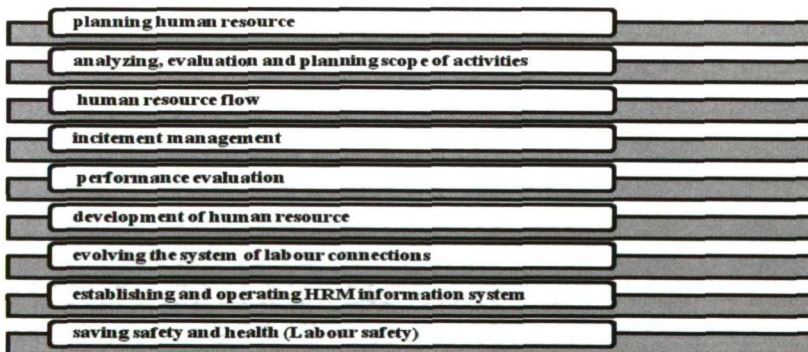 planning human resource
analyzing, evaluation and planning scope of activities
human resource flow
incitement management
performance evaluation
development of human resource
evolving the system of labour connections
establishing and operating HRM information system
saving safety and health (Labour safety)